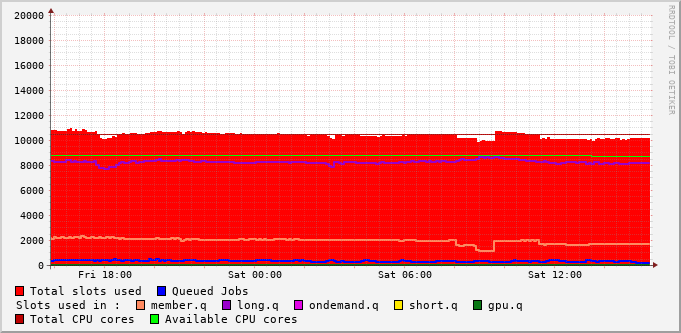 20000
18000
16000
14000
12000
10000
8000
6000
4000
2000
0
Fri 18:00 Sat 00:00 Sat 06:00 Sat 12:00
RRDTOOL / TOBI OETIKER
Total slots used Queued Jobs
Slots used in : member.q long.q ondemand.q short.q gpu.q
Total CPU cores Available CPU cores